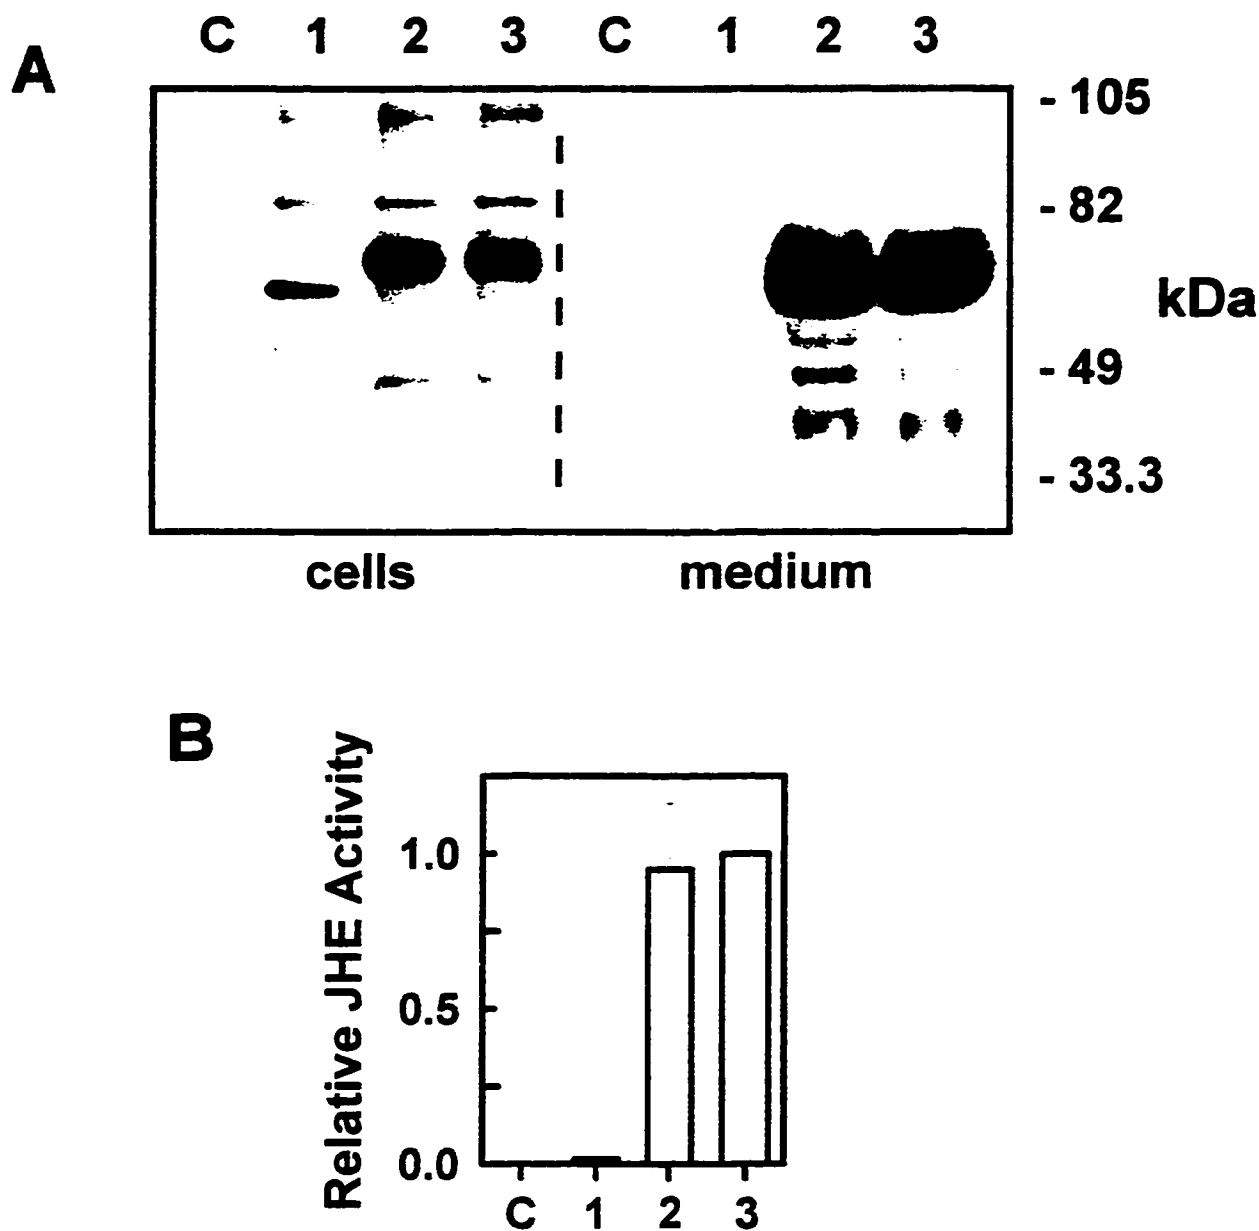 A
C 1 2 3 C 1 2 3
- 105
- 82
kDa
- 49
- 33.3
cells medium
B
Relative JHE Activity
1.0
0.5
0.0
C 1 2 3